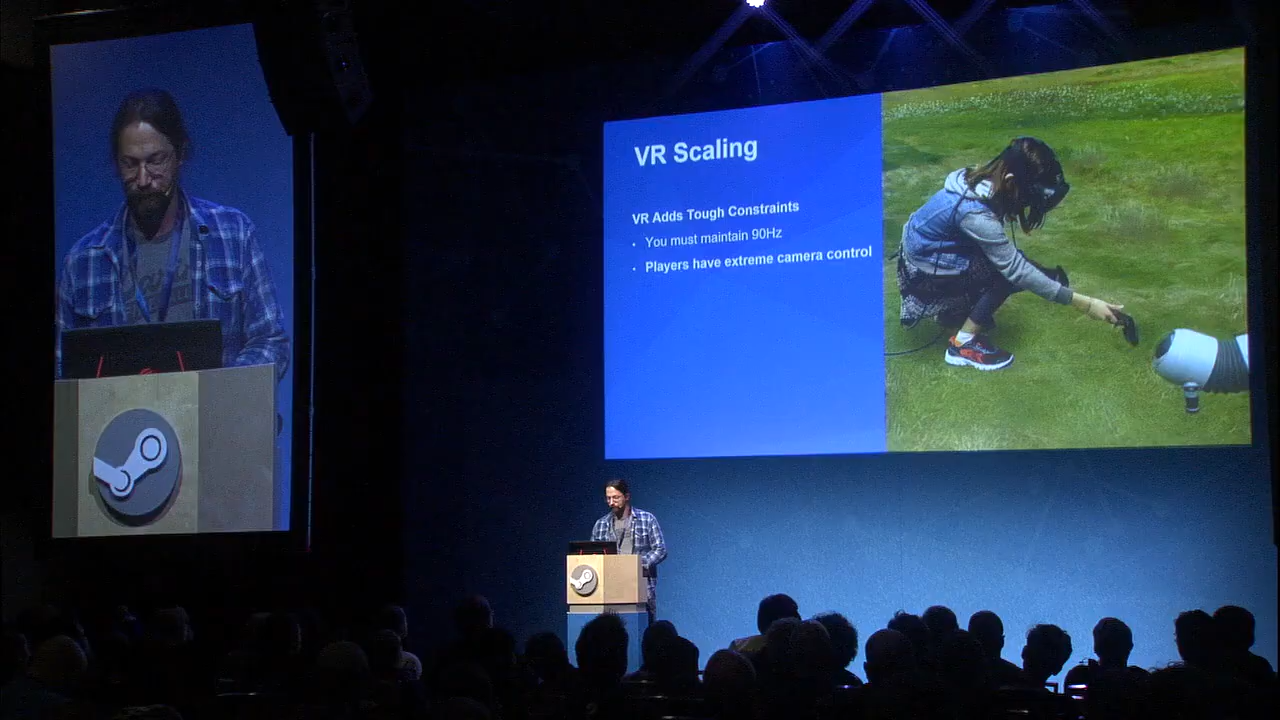 VR Scaling
VR Adds Tough Constraints
• You must maintain 90Hz
• Players have extreme camera control